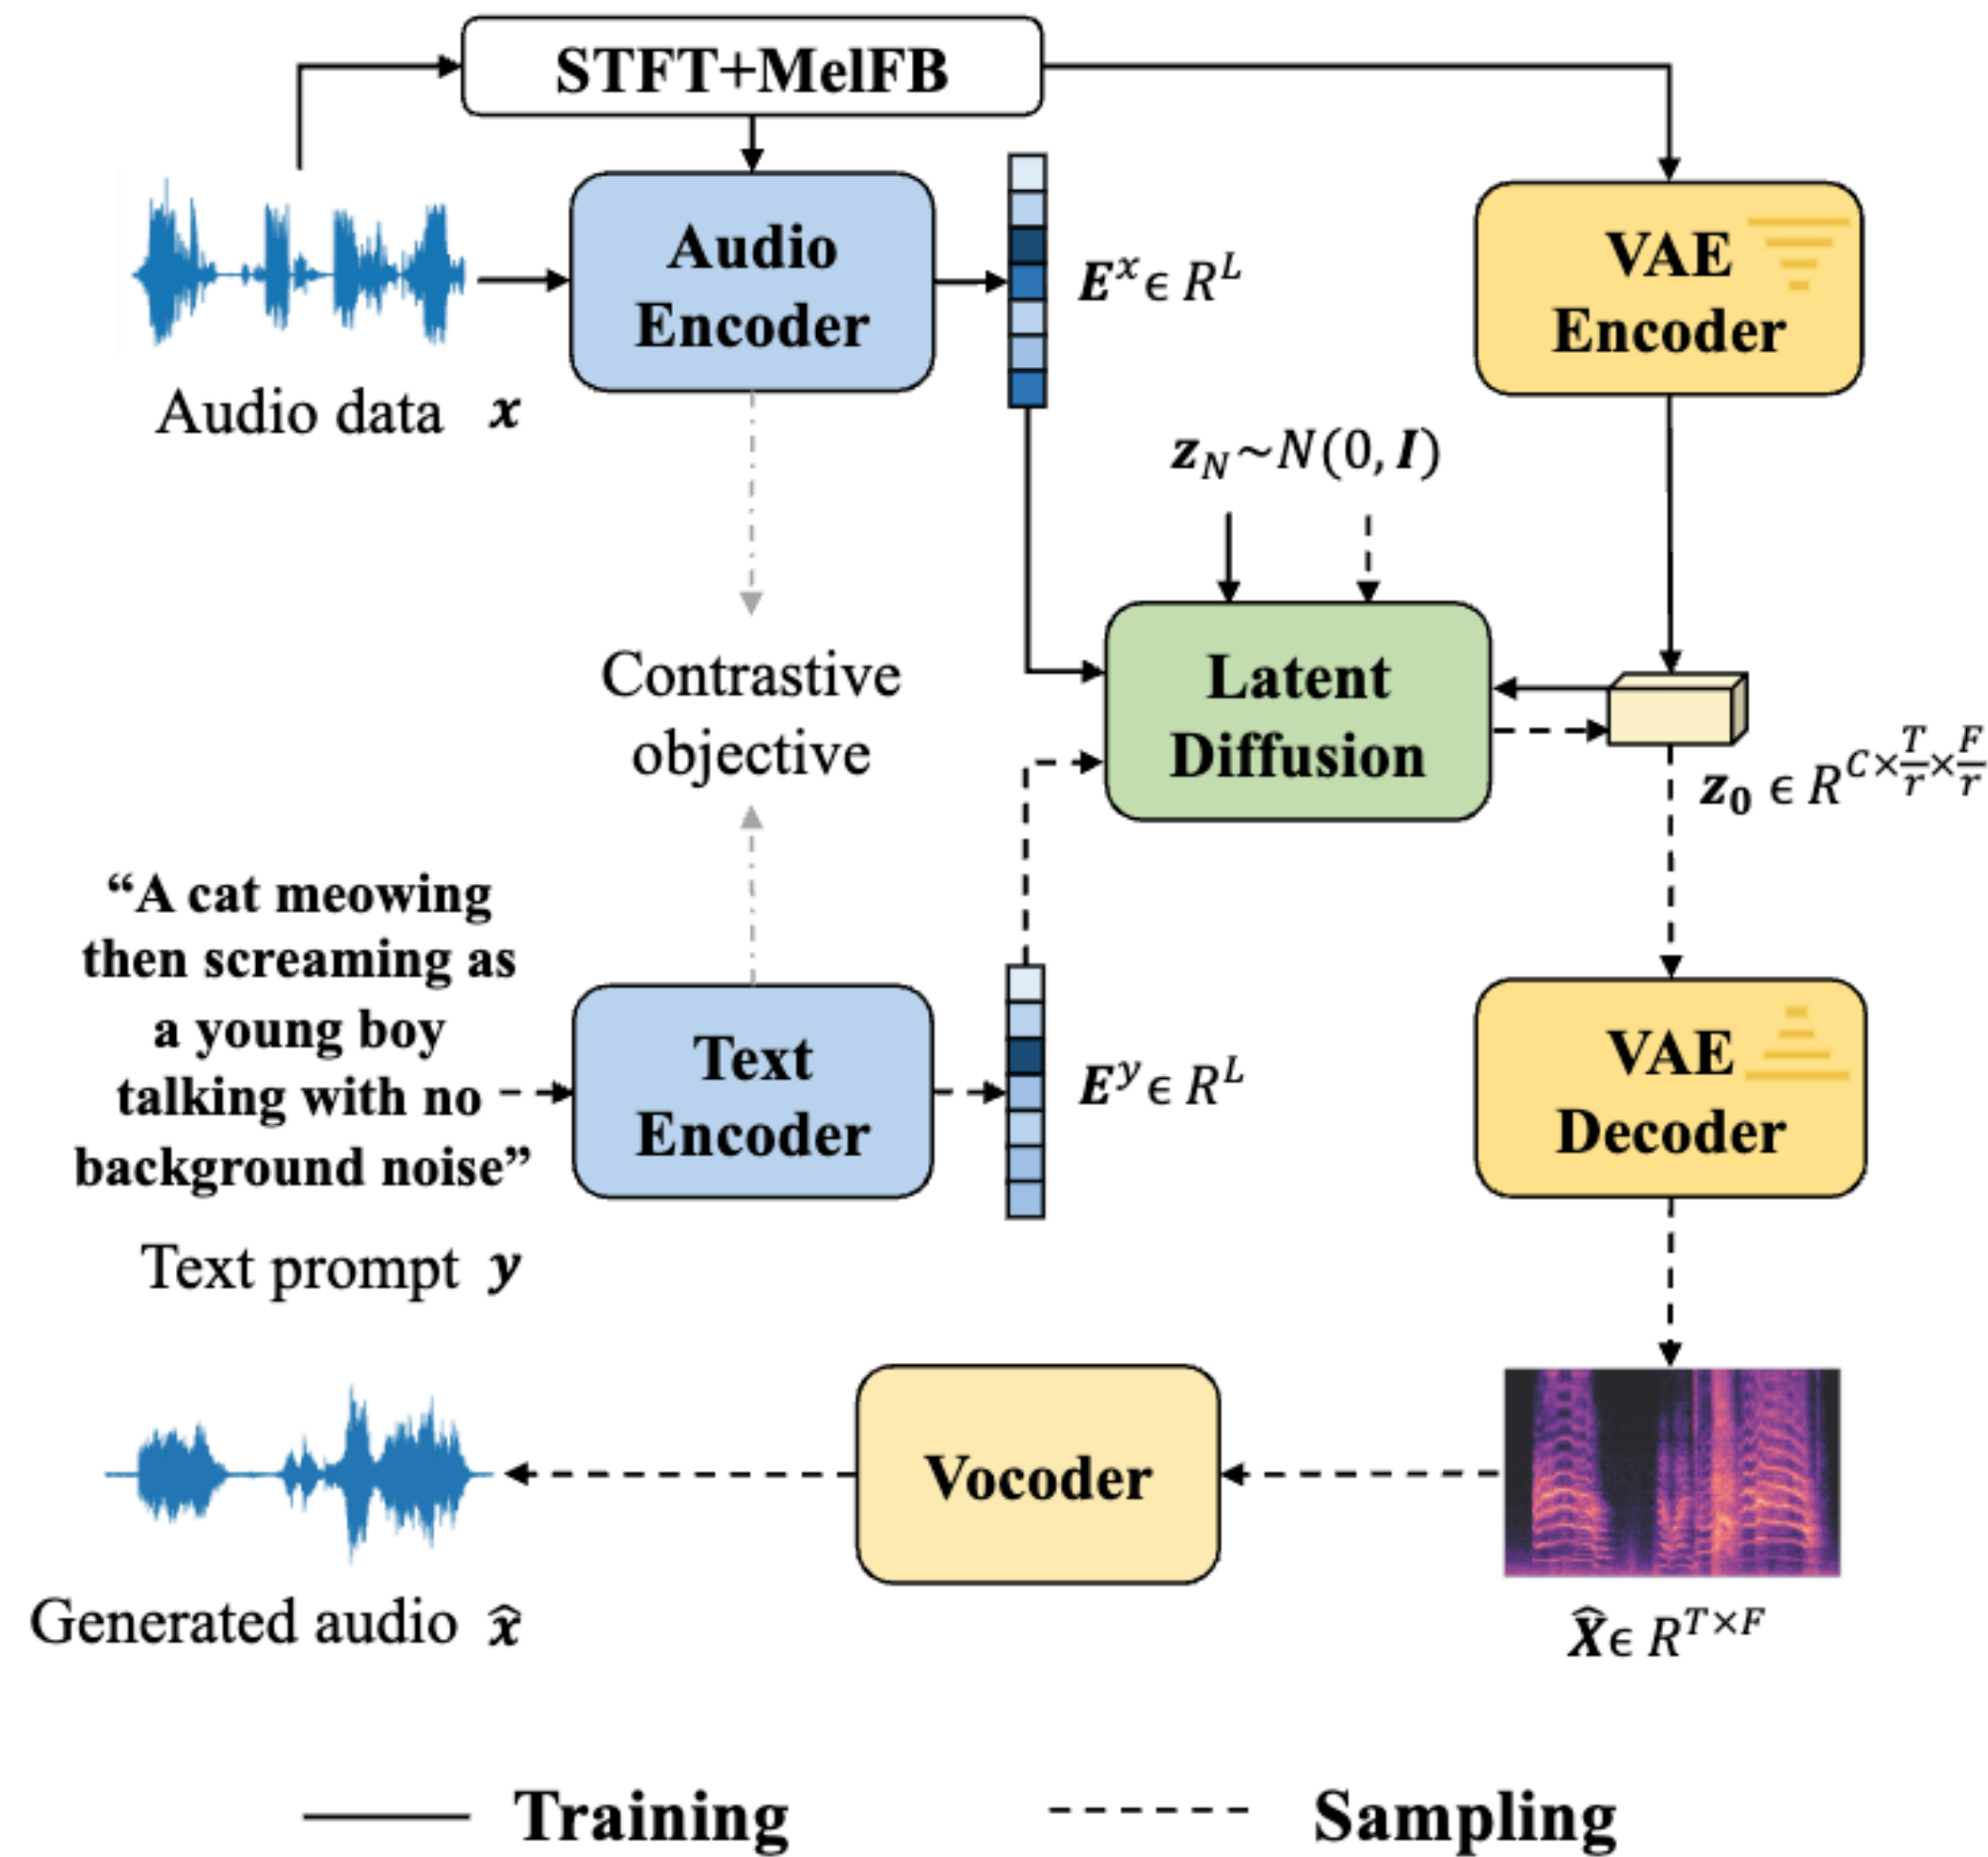 STFT+MelFB
Audio
Encoder
E^x ∈ R^L
VAE
Encoder
Audio data x
z_N~N(0, I)
Contrastive
objective
Latent
Diffusion
z_0 ∈ R^{C×\frac{T}{r}×\frac{F}{r}}
“A cat meowing
then screaming as
a young boy
talking with no
background noise”
Text
Encoder
E^y ∈ R^L
VAE
Decoder
Text prompt y
Vocoder
Generated audio x̂
X̂ ∈ R^{T×F}
Training
Sampling